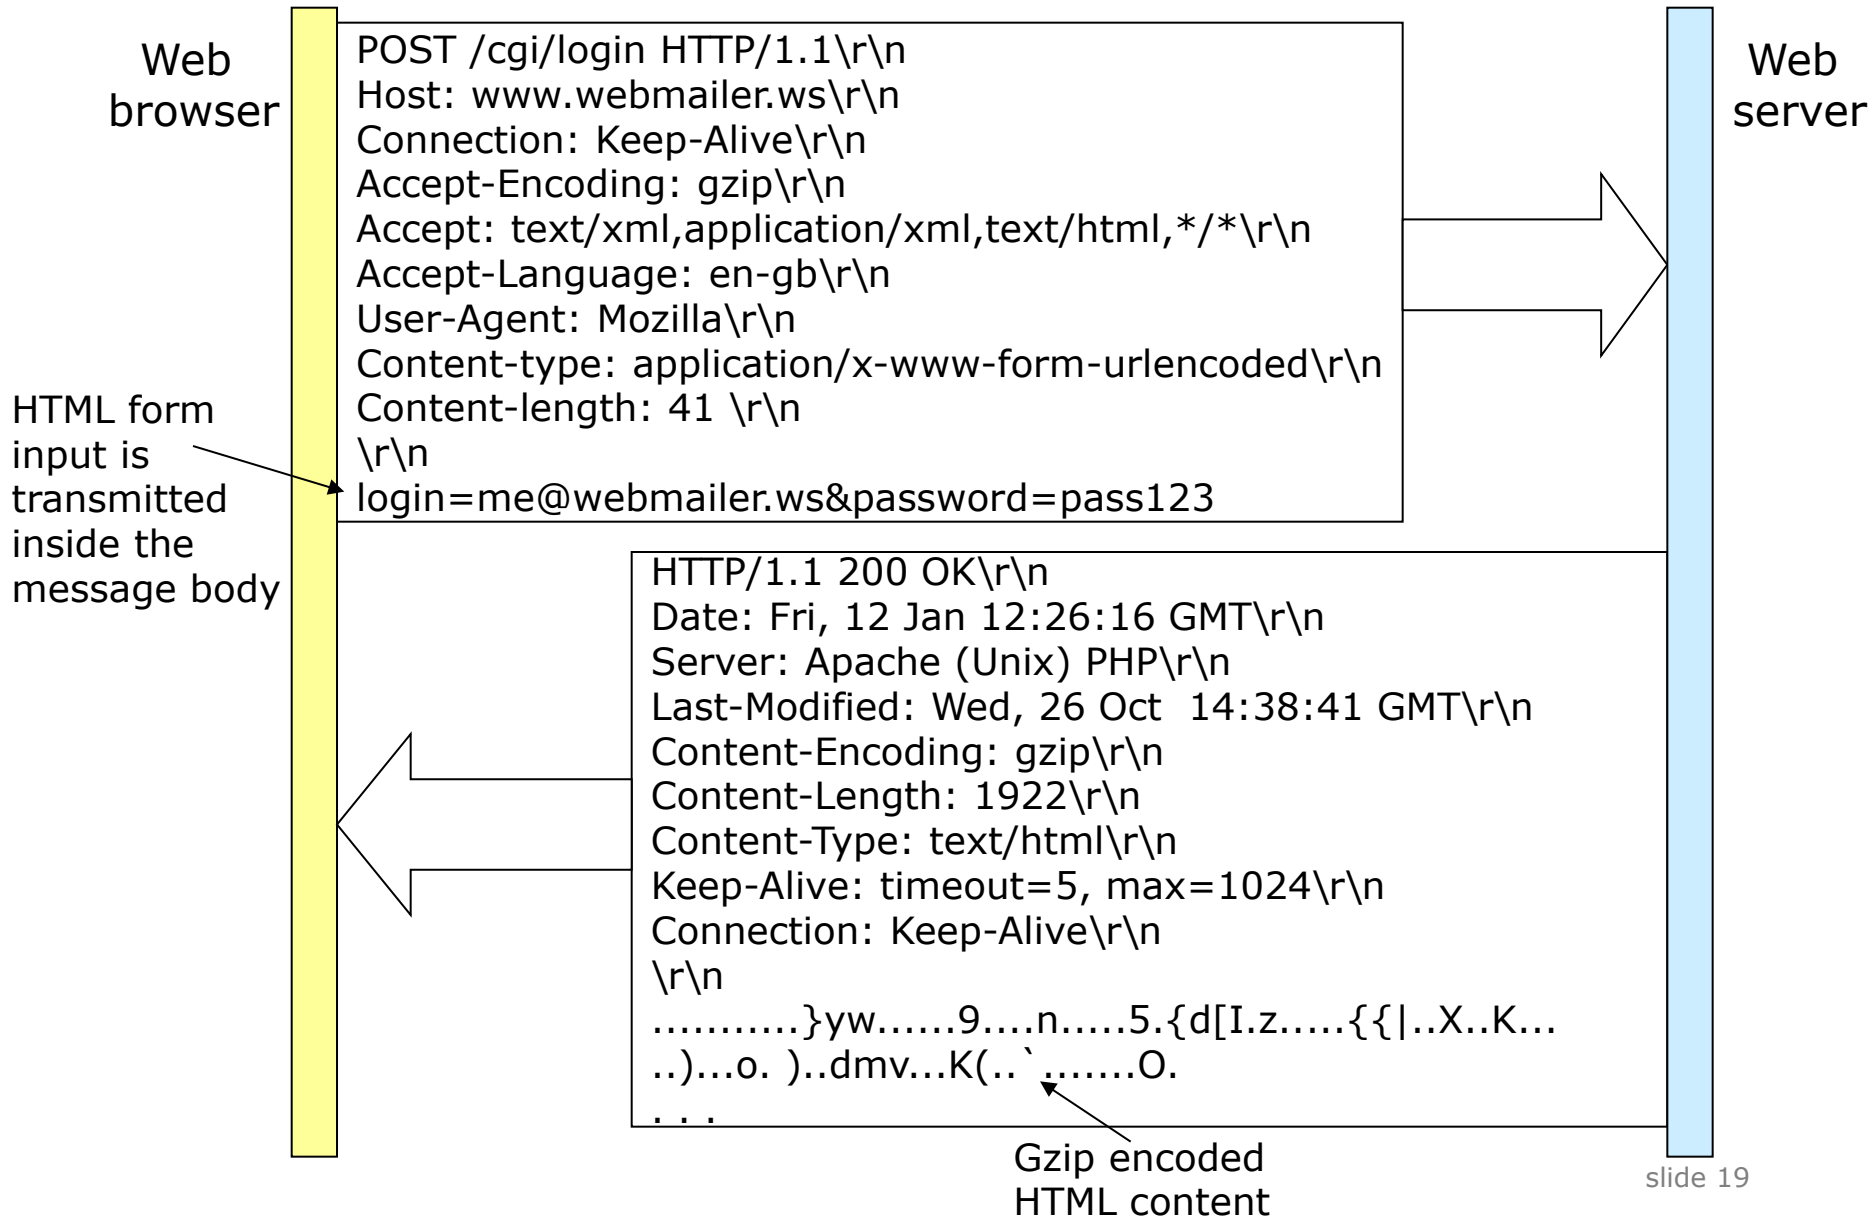 Web
browser
POST /cgi/login HTTP/1.1\r\n
Host: www.webmailer.ws\r\n
Connection: Keep-Alive\r\n
Accept-Encoding: gzip\r\n
Accept: text/xml,application/xml,text/html,*/*\r\n
Accept-Language: en-gb\r\n
User-Agent: Mozilla\r\n
Content-type: application/x-www-form-urlencoded\r\n
Content-length: 41 \r\n
\r\n
login=me@webmailer.ws&password=pass123
Web
server
HTML form
input is
transmitted
inside the
message body
HTTP/1.1 200 OK\r\n
Date: Fri, 12 Jan 12:26:16 GMT\r\n
Server: Apache (Unix) PHP\r\n
Last-Modified: Wed, 26 Oct  14:38:41 GMT\r\n
Content-Encoding: gzip\r\n
Content-Length: 1922\r\n
Content-Type: text/html\r\n
Keep-Alive: timeout=5, max=1024\r\n
Connection: Keep-Alive\r\n
\r\n
...........}yw......9....n.....5.{d[I.z.....{{|..X..K...
..)...o. )..dmv...K(..`.......O.
. . .
Gzip encoded
HTML content
slide 19